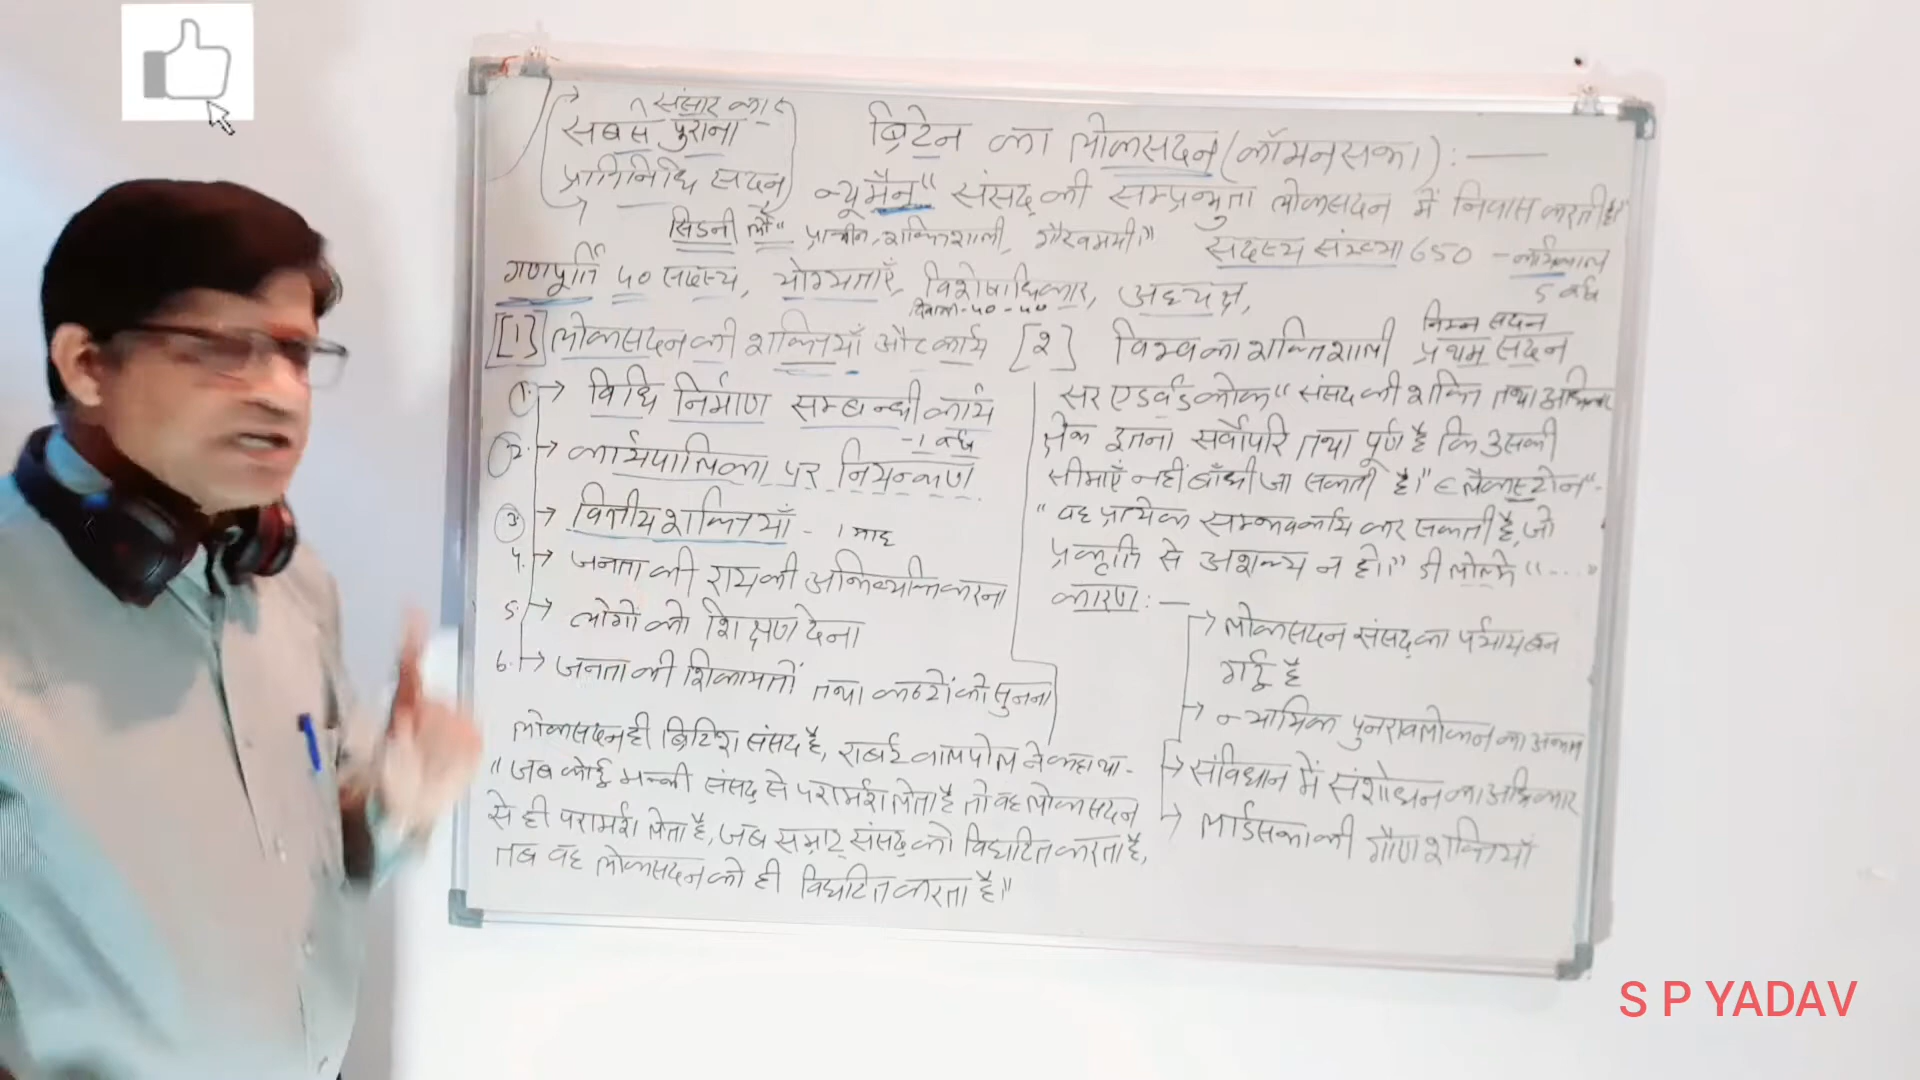 संसार का
सबसे पुराना
प्रतिनिधि सदन
ब्रिटेन का लोकसदन (कॉमनसभा) : —
न्यूमैन" संसद् की सम्प्रभुता लोकसदन में निवास करती है।"
सिडनी लौ" प्राचीन, शक्तिशाली, गौरवमयी।" सदस्य संख्या 650 - कार्यकाल
5 वर्ष
गणपूर्ति 40 सदस्य, योग्यताएँ, विशेषाधिकार, अध्यक्ष,
[1] लोकसदन की शक्तियाँ और कार्य
1. → विधि निर्माण सम्बन्धी कार्य
-1 वर्ष
2. → कार्यपालिका पर नियन्त्रण
3 → वित्तीय शक्तियाँ - 1 माह
4. → जनता की राय की अभिव्यक्ति करना
5. → लोगों को शिक्षण देना
6. → जनता की शिकायतों तथा कष्टों को सुनना
लोकसदन ही ब्रिटिश संसद है, राबर्ट वालपोल ने कहा था -
"जब कोई मन्त्री संसद् से परामर्श लेता है तो वह लोकसदन
से ही परामर्श लेता है, जब सम्राट् संसद् को विघटित करता है,
तब वह लोकसदन को ही विघटित करता है।"
[2] विश्व का शक्तिशाली प्रथम सदन
निम्न सदन
सर एडवर्ड कोक" संसद की शक्ति तथा अधिकार
क्षेत्र इतना सर्वोपरि तथा पूर्ण है कि उसकी
सीमाएँ नहीं बाँधी जा सकती है।" ब्लैकस्टोन" -
"वह प्रत्येक सम्भव कार्य कर सकती है, जो
प्रकृति से अशक्य न हो।" डी लोल्मे "...."
कारण : —
→ लोकसदन संसद् का पर्याय बन
गई है
→ न्यायिक पुनरावलोकन का अभाव
→ संविधान में संशोधन का अधिकार
→ लार्डसभा की गौण शक्तियाँ
S P YADAV